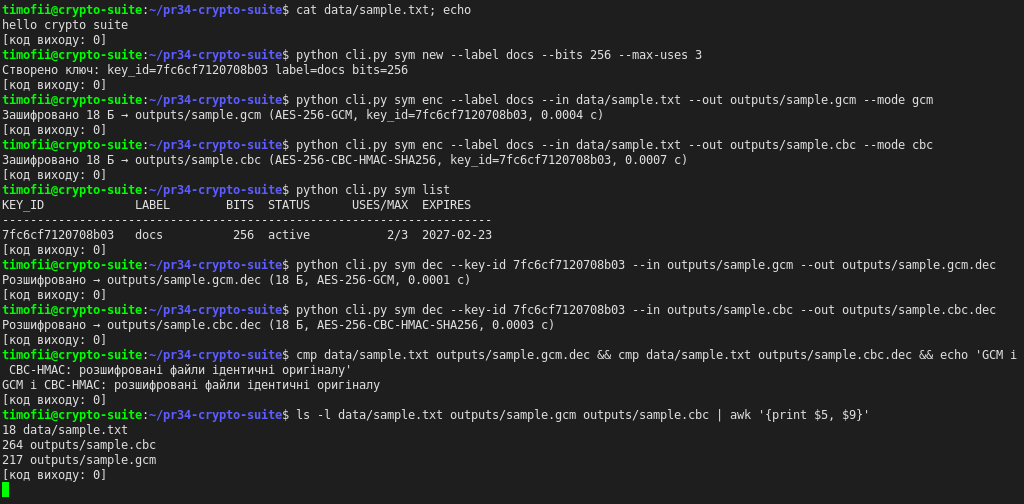 timofii@crypto-suite:~/pr34-crypto-suite$ cat data/sample.txt; echo
hello crypto suite
[код виходу: 0]
timofii@crypto-suite:~/pr34-crypto-suite$ python cli.py sym new --label docs --bits 256 --max-uses 3
Створено ключ: key_id=7fc6cf7120708b03 label=docs bits=256
[код виходу: 0]
timofii@crypto-suite:~/pr34-crypto-suite$ python cli.py sym enc --label docs --in data/sample.txt --out outputs/sample.gcm --mode gcm
Зашифровано 18 Б → outputs/sample.gcm (AES-256-GCM, key_id=7fc6cf7120708b03, 0.0004 с)
[код виходу: 0]
timofii@crypto-suite:~/pr34-crypto-suite$ python cli.py sym enc --label docs --in data/sample.txt --out outputs/sample.cbc --mode cbc
Зашифровано 18 Б → outputs/sample.cbc (AES-256-CBC-HMAC-SHA256, key_id=7fc6cf7120708b03, 0.0007 с)
[код виходу: 0]
timofii@crypto-suite:~/pr34-crypto-suite$ python cli.py sym list
KEY_ID             LABEL        BITS  STATUS      USES/MAX  EXPIRES
----------------------------------------------------------------------
7fc6cf7120708b03   docs          256  active           2/3  2027-02-23
[код виходу: 0]
timofii@crypto-suite:~/pr34-crypto-suite$ python cli.py sym dec --key-id 7fc6cf7120708b03 --in outputs/sample.gcm --out outputs/sample.gcm.dec
Розшифровано → outputs/sample.gcm.dec (18 Б, AES-256-GCM, 0.0001 с)
[код виходу: 0]
timofii@crypto-suite:~/pr34-crypto-suite$ python cli.py sym dec --key-id 7fc6cf7120708b03 --in outputs/sample.cbc --out outputs/sample.cbc.dec
Розшифровано → outputs/sample.cbc.dec (18 Б, AES-256-CBC-HMAC-SHA256, 0.0003 с)
[код виходу: 0]
timofii@crypto-suite:~/pr34-crypto-suite$ cmp data/sample.txt outputs/sample.gcm.dec && cmp data/sample.txt outputs/sample.cbc.dec && echo 'GCM і
 CBC-HMAC: розшифровані файли ідентичні оригіналу'
GCM і CBC-HMAC: розшифровані файли ідентичні оригіналу
[код виходу: 0]
timofii@crypto-suite:~/pr34-crypto-suite$ ls -l data/sample.txt outputs/sample.gcm outputs/sample.cbc | awk '{print $5, $9}'
18 data/sample.txt
264 outputs/sample.cbc
217 outputs/sample.gcm
[код виходу: 0]